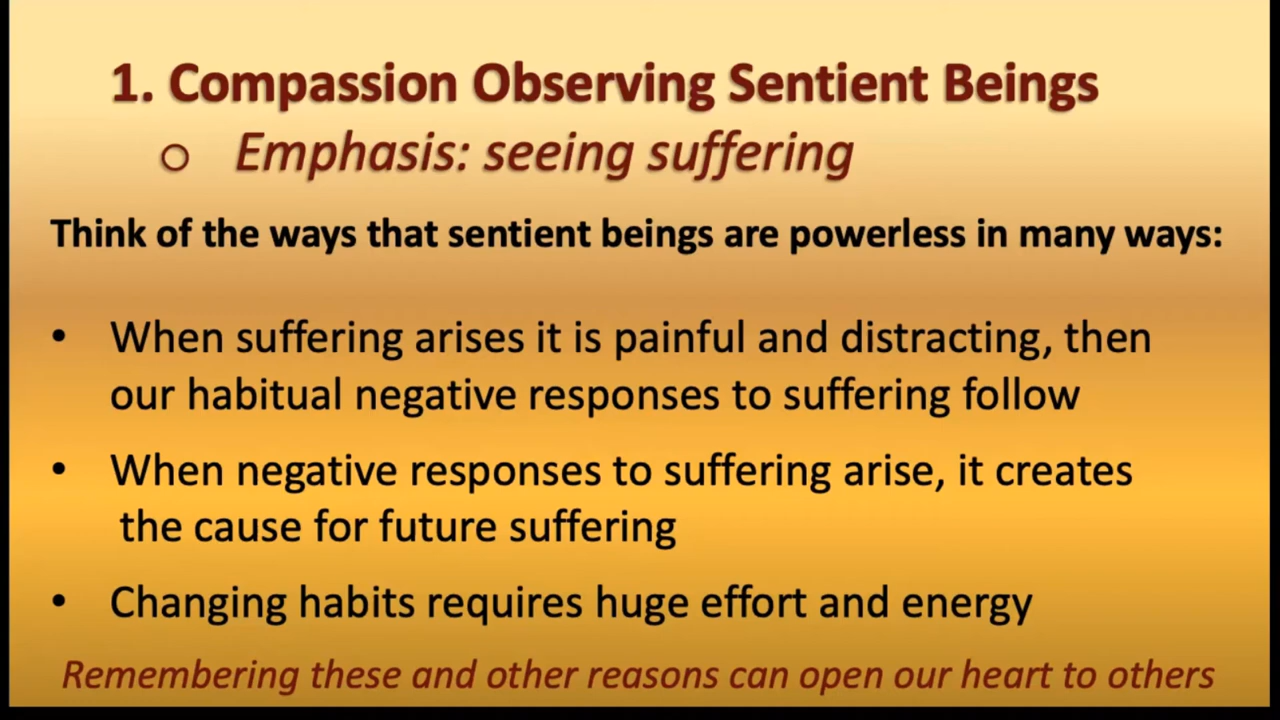 1. Compassion Observing Sentient Beings
o Emphasis: seeing suffering
Think of the ways that sentient beings are powerless in many ways:
• When suffering arises it is painful and distracting, then
our habitual negative responses to suffering follow
• When negative responses to suffering arise, it creates
the cause for future suffering
• Changing habits requires huge effort and energy
Remembering these and other reasons can open our heart to others